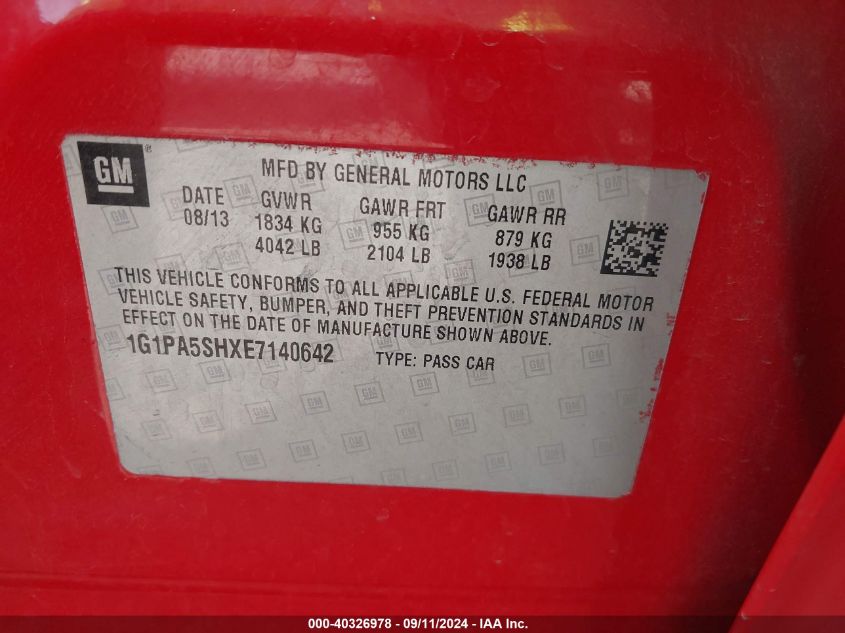 GM ®
MFD BY GENERAL MOTORS LLC
DATE GVWR GAWR FRT GAWR RR
08/13 1834 KG 955 KG 879 KG
4042 LB 2104 LB 1938 LB
THIS VEHICLE CONFORMS TO ALL APPLICABLE U.S. FEDERAL MOTOR
VEHICLE SAFETY, BUMPER, AND THEFT PREVENTION STANDARDS IN
EFFECT ON THE DATE OF MANUFACTURE SHOWN ABOVE.
1G1PA5SHXE7140642 TYPE: PASS CAR
000-40326978 - 09/11/2024 - IAA Inc.